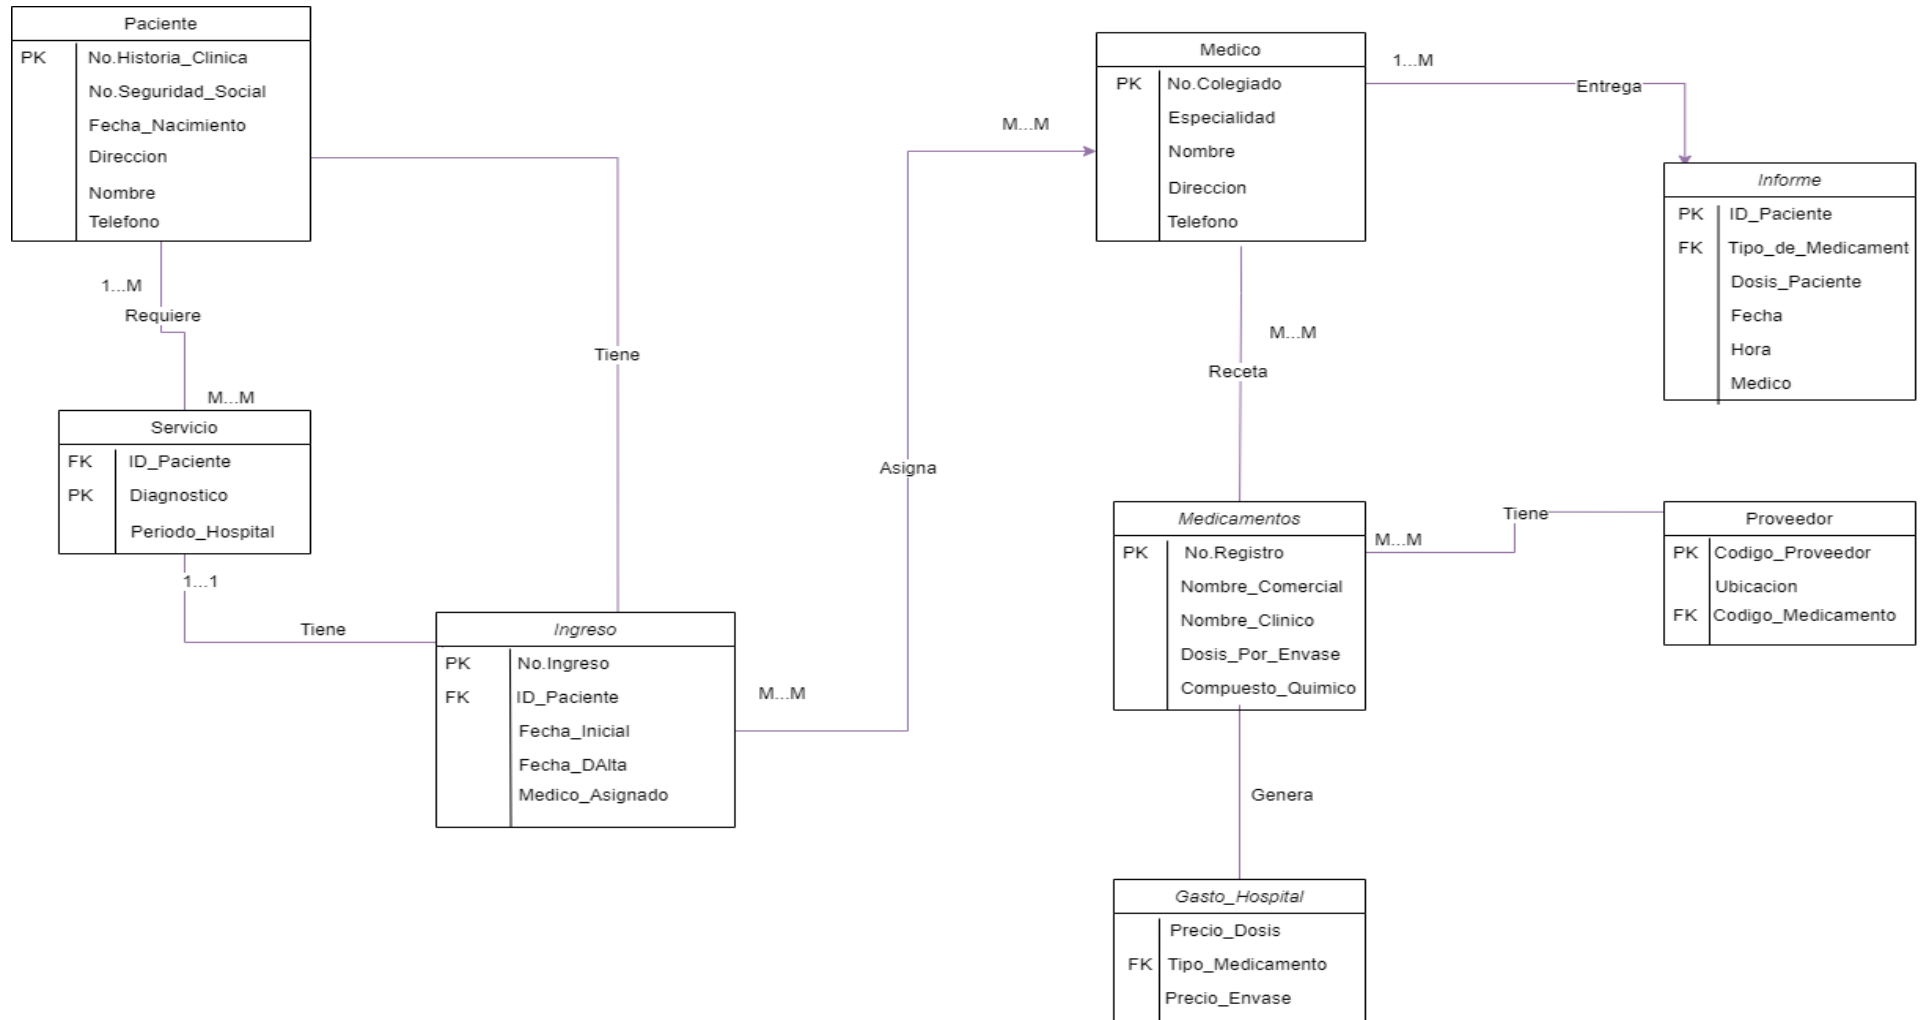 Paciente
PK No.Historia_Clinica
No.Seguridad_Social
Fecha_Nacimiento
Direccion
Nombre
Telefono
1...M
Requiere
M...M
Servicio
FK ID_Paciente
PK Diagnostico
Periodo_Hospital
1...1
Tiene
Tiene
Ingreso
PK No.Ingreso
FK ID_Paciente
Fecha_Inicial
Fecha_DAlta
Medico_Asignado
M...M
Asigna
M...M
Medico
PK No.Colegiado
Especialidad
Nombre
Direccion
Telefono
1...M
Entrega
Informe
PK ID_Paciente
FK Tipo_de_Medicament
Dosis_Paciente
Fecha
Hora
Medico
M...M
Receta
Medicamentos
PK No.Registro
Nombre_Comercial
Nombre_Clinico
Dosis_Por_Envase
Compuesto_Quimico
M...M
Tiene
Proveedor
PK Codigo_Proveedor
Ubicacion
FK Codigo_Medicamento
Genera
Gasto_Hospital
Precio_Dosis
FK Tipo_Medicamento
Precio_Envase